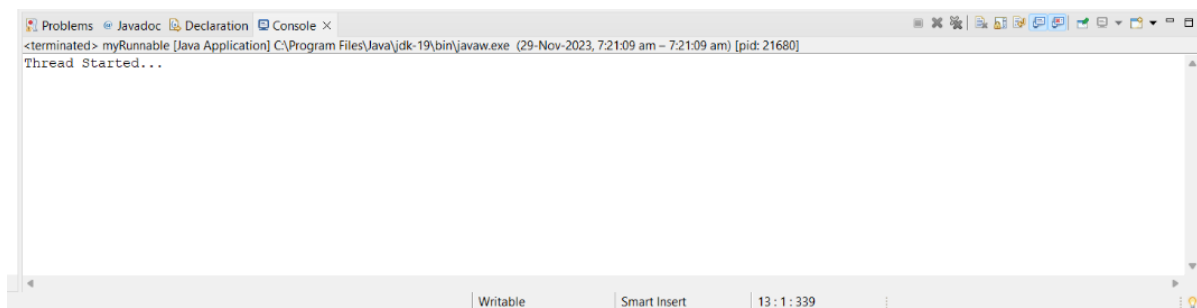 Problems @ Javadoc Declaration Console ×
<terminated> myRunnable [Java Application] C:\Program Files\Java\jdk-19\bin\javaw.exe (29-Nov-2023, 7:21:09 am – 7:21:09 am) [pid: 21680]
Thread Started...
Writable Smart Insert 13 : 1 : 339